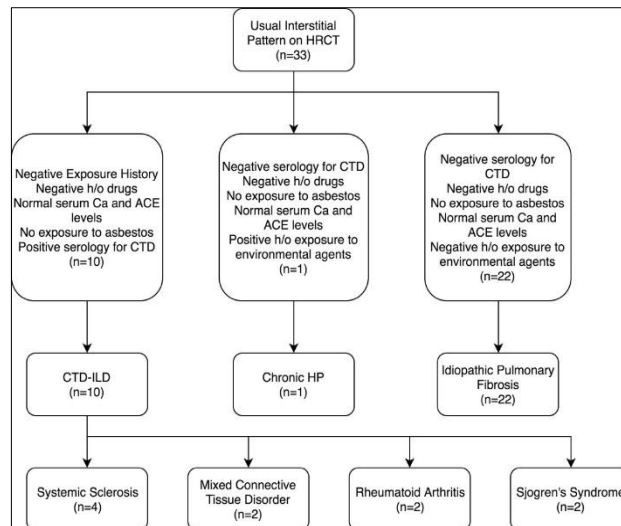 Usual Interstitial
Pattern on HRCT
(n=33)
Negative Exposure History
Negative h/o drugs
Normal serum Ca and ACE
levels
No exposure to asbestos
Positive serology for CTD
(n=10)
Negative serology for CTD
Negative h/o drugs
No exposure to asbestos
Normal serum Ca and
ACE levels
Positive h/o exposure to
environmental agents
(n=1)
Negative serology for
CTD
Negative h/o drugs
No exposure to asbestos
Normal serum Ca and
ACE levels
Negative h/o exposure to
environmental agents
(n=22)
CTD-ILD
(n=10)
Chronic HP
(n=1)
Idiopathic Pulmonary
Fibrosis
(n=22)
Systemic Sclerosis
(n=4)
Mixed Connective
Tissue Disorder
(n=2)
Rheumatoid Arthritis
(n=2)
Sjogren's Syndrome
(n=2)